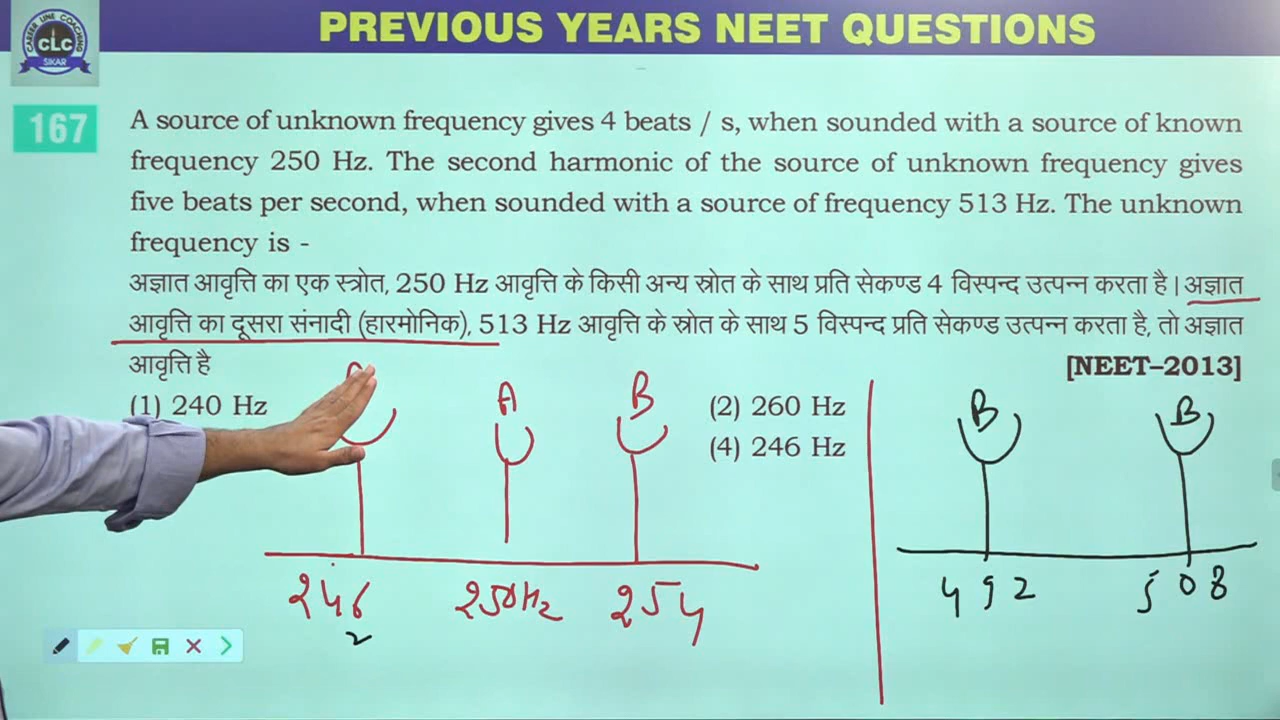 PREVIOUS YEARS NEET QUESTIONS
CAREER LINE COACHING
CLC
SIKAR
167
A source of unknown frequency gives 4 beats / s, when sounded with a source of known
frequency 250 Hz. The second harmonic of the source of unknown frequency gives
five beats per second, when sounded with a source of frequency 513 Hz. The unknown
frequency is -
अज्ञात आवृत्ति का एक स्त्रोत, 250 Hz आवृत्ति के किसी अन्य स्रोत के साथ प्रति सेकण्ड 4 विस्पन्द उत्पन्न करता है। अज्ञात
आवृत्ति का दूसरा संनादी (हारमोनिक), 513 Hz आवृत्ति के स्रोत के साथ 5 विस्पन्द प्रति सेकण्ड उत्पन्न करता है, तो अज्ञात
आवृत्ति है
[NEET–2013]
(1) 240 Hz
(2) 260 Hz
(4) 246 Hz
A B
B B
246 250Hz 254
2
492 508